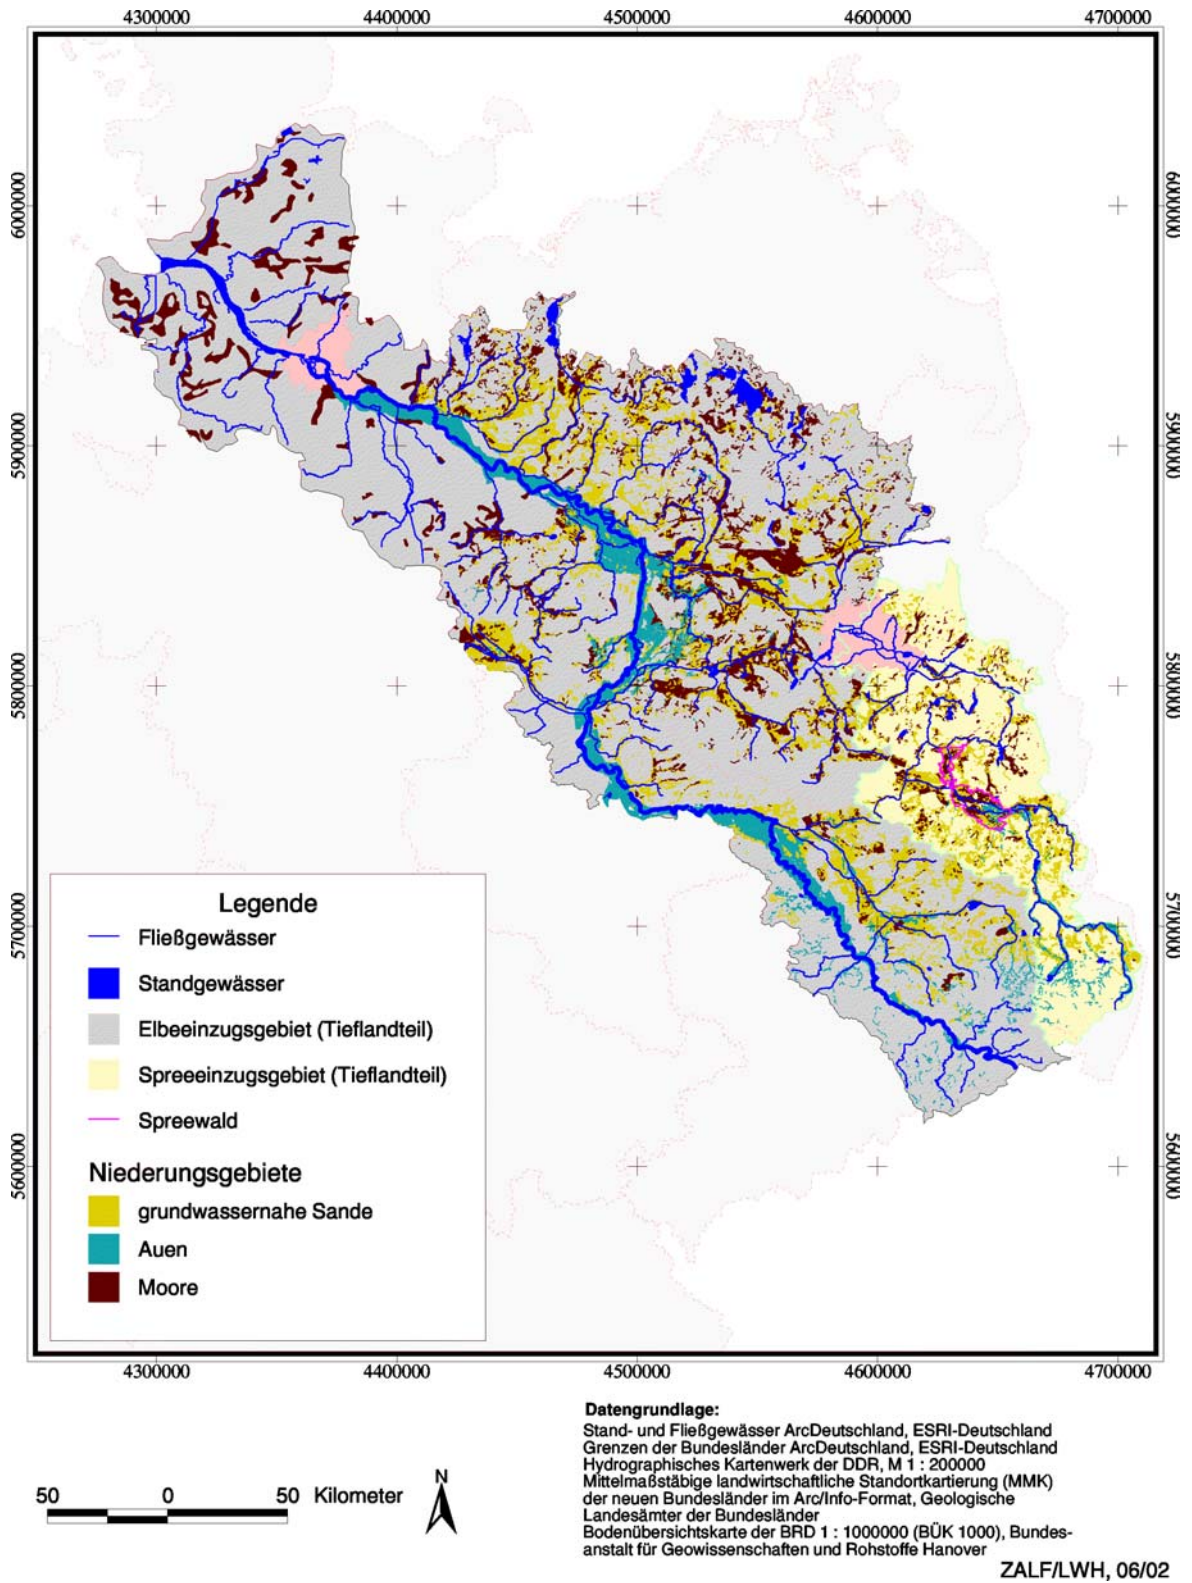 4300000 4400000 4500000 4600000 4700000
6000000 6000000
5900000 5900000
5800000 5800000
5700000 5700000
5600000 5600000
Legende
Fließgewässer
Standgewässer
Elbeeinzugsgebiet (Tieflandteil)
Spreeeinzugsgebiet (Tieflandteil)
Spreewald
Niederungsgebiete
grundwassernahe Sande
Auen
Moore
4300000 4400000 4500000 4600000 4700000
50 0 50 Kilometer
N
Datengrundlage:
Stand- und Fließgewässer ArcDeutschland, ESRI-Deutschland
Grenzen der Bundesländer ArcDeutschland, ESRI-Deutschland
Hydrographisches Kartenwerk der DDR, M 1 : 200000
Mittelmaßstäbige landwirtschaftliche Standortkartierung (MMK)
der neuen Bundesländer im Arc/Info-Format, Geologische
Landesämter der Bundesländer
Bodenübersichtskarte der BRD 1 : 1000000 (BÜK 1000), Bundes-
anstalt für Geowissenschaften und Rohstoffe Hanover
ZALF/LWH, 06/02